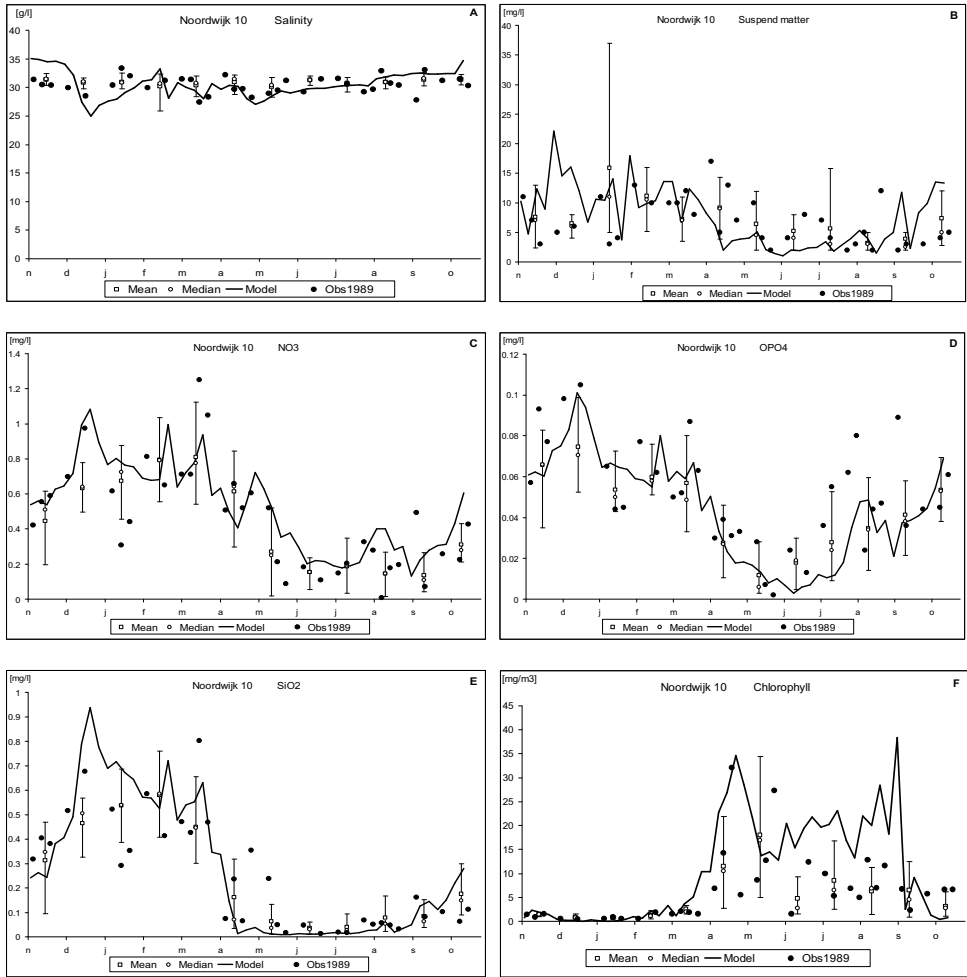 [g/l]
Noordwijk 10 Salinity
A
40
35
30
25
20
15
10
5
0
n d j f m a m j j a s o
Mean Median Model Obs1989
[mg/l]
Noordwijk 10 Suspend matter
B
40
35
30
25
20
15
10
5
0
n d j f m a m j j a s o
Mean Median Model Obs1989
[mg/l]
Noordwijk 10 NO3
C
1.4
1.2
1
0.8
0.6
0.4
0.2
0
n d j f m a m j j a s o
Mean Median Model Obs1989
[mg/l]
Noordwijk 10 OPO4
D
0.12
0.1
0.08
0.06
0.04
0.02
0
n d j f m a m j j a s o
Mean Median Model Obs1989
[mg/l]
Noordwijk 10 SiO2
E
1
0.9
0.8
0.7
0.6
0.5
0.4
0.3
0.2
0.1
0
n d j f m a m j j a s o
Mean Median Model Obs1989
[mg/m3]
Noordwijk 10 Chlorophyll
F
45
40
35
30
25
20
15
10
5
0
n d j f m a m j j a s o
Mean Median Model Obs1989